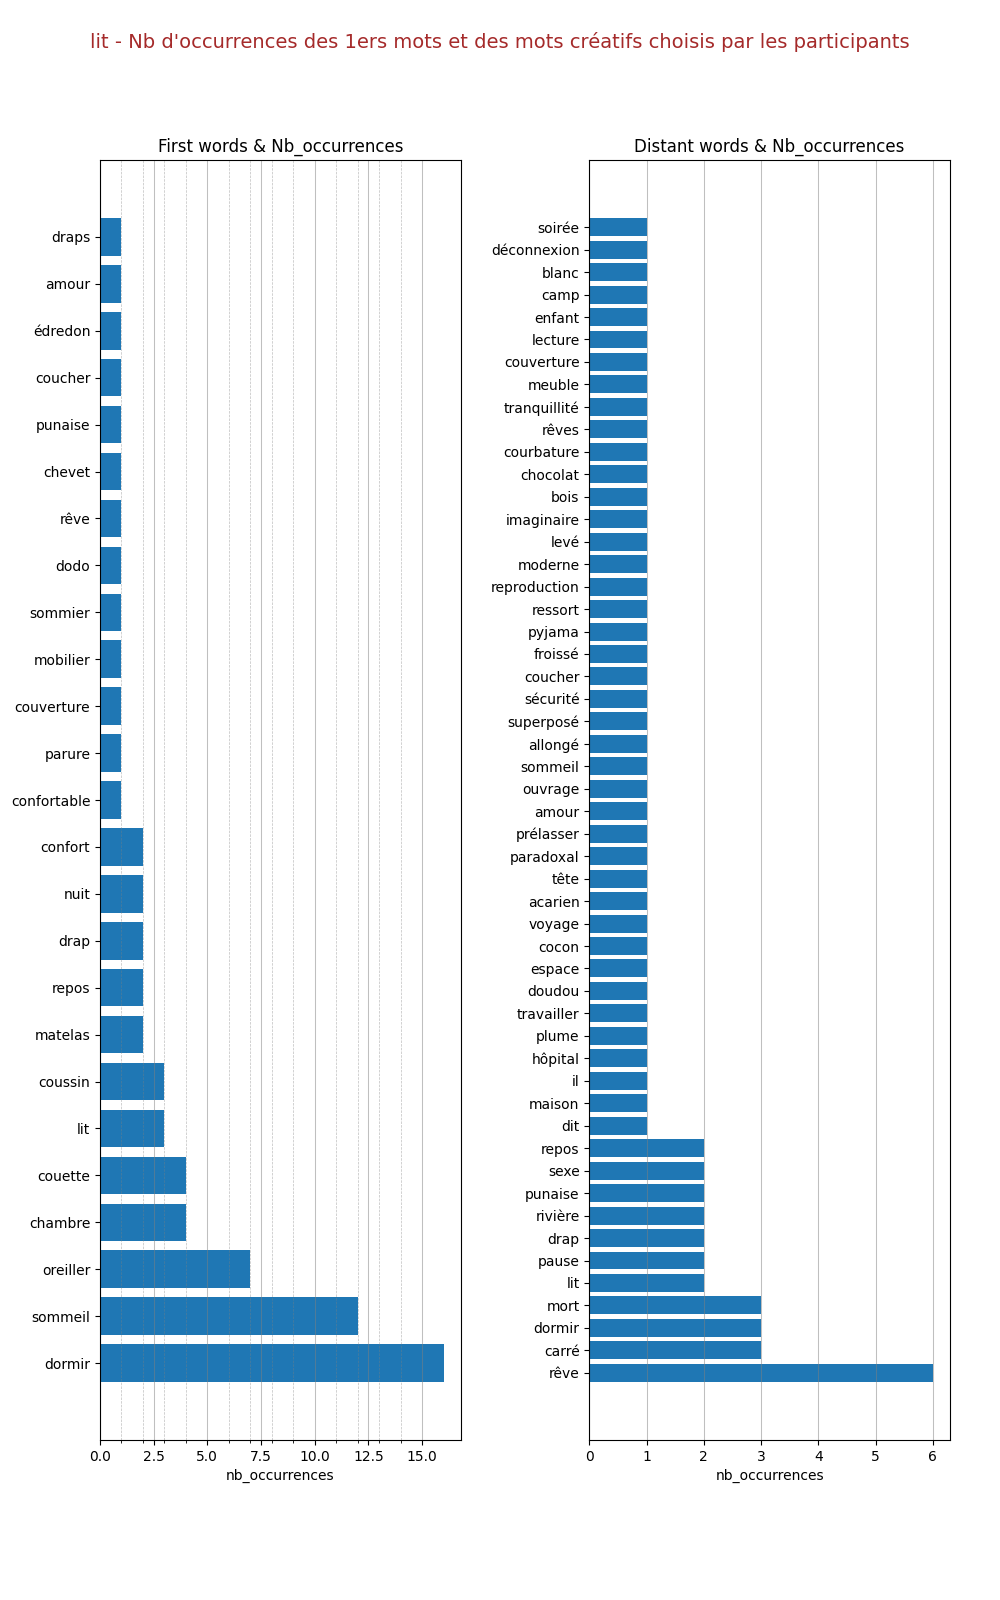 lit - Nb d'occurrences des 1ers mots et des mots créatifs choisis par les participants
First words & Nb_occurrences
draps
amour
édredon
coucher
punaise
chevet
rêve
dodo
sommier
mobilier
couverture
parure
confortable
confort
nuit
drap
repos
matelas
coussin
lit
couette
chambre
oreiller
sommeil
dormir
0.0 2.5 5.0 7.5 10.0 12.5 15.0
nb_occurrences
Distant words & Nb_occurrences
soirée
déconnexion
blanc
camp
enfant
lecture
couverture
meuble
tranquillité
rêves
courbature
chocolat
bois
imaginaire
levé
moderne
reproduction
ressort
pyjama
froissé
coucher
sécurité
superposé
allongé
sommeil
ouvrage
amour
prélasser
paradoxal
tête
acarien
voyage
cocon
espace
doudou
travailler
plume
hôpital
il
maison
dit
repos
sexe
punaise
rivière
drap
pause
lit
mort
dormir
carré
rêve
0 1 2 3 4 5 6
nb_occurrences